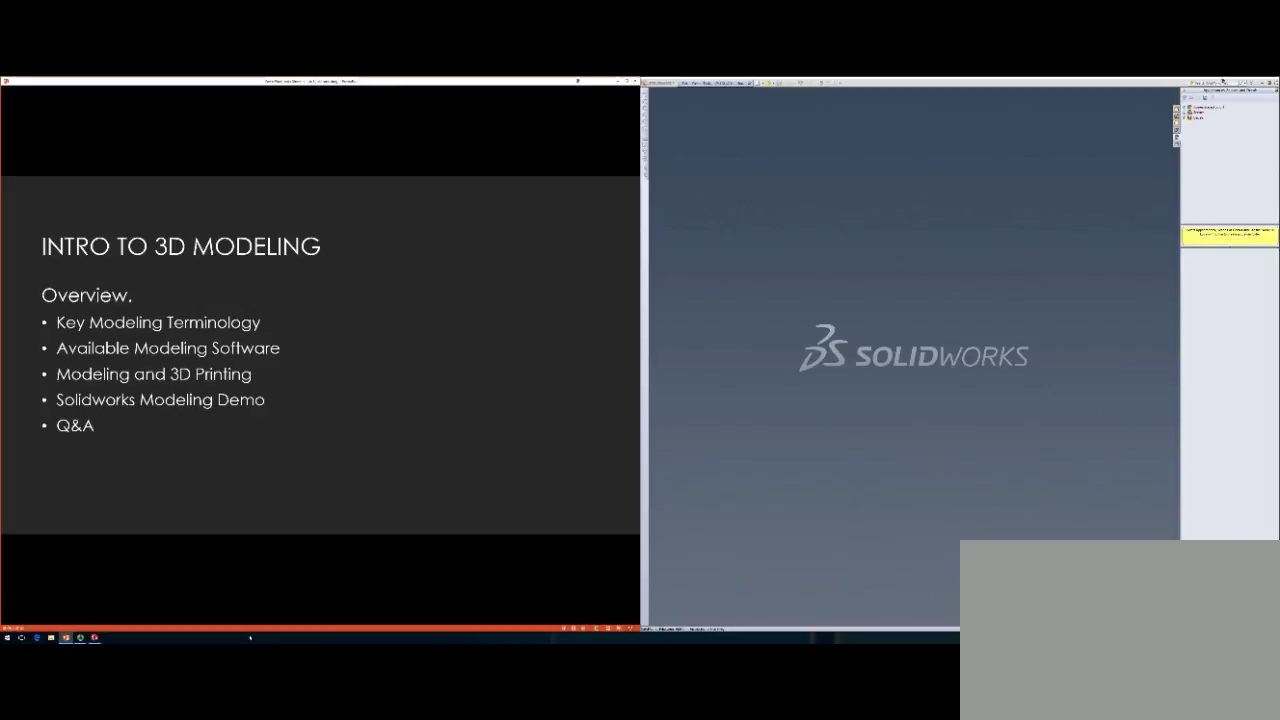 INTRO TO 3D MODELING
Overview.
• Key Modeling Terminology
• Available Modeling Software
• Modeling and 3D Printing
• Solidworks Modeling Demo
• Q&A
SOLIDWORKS